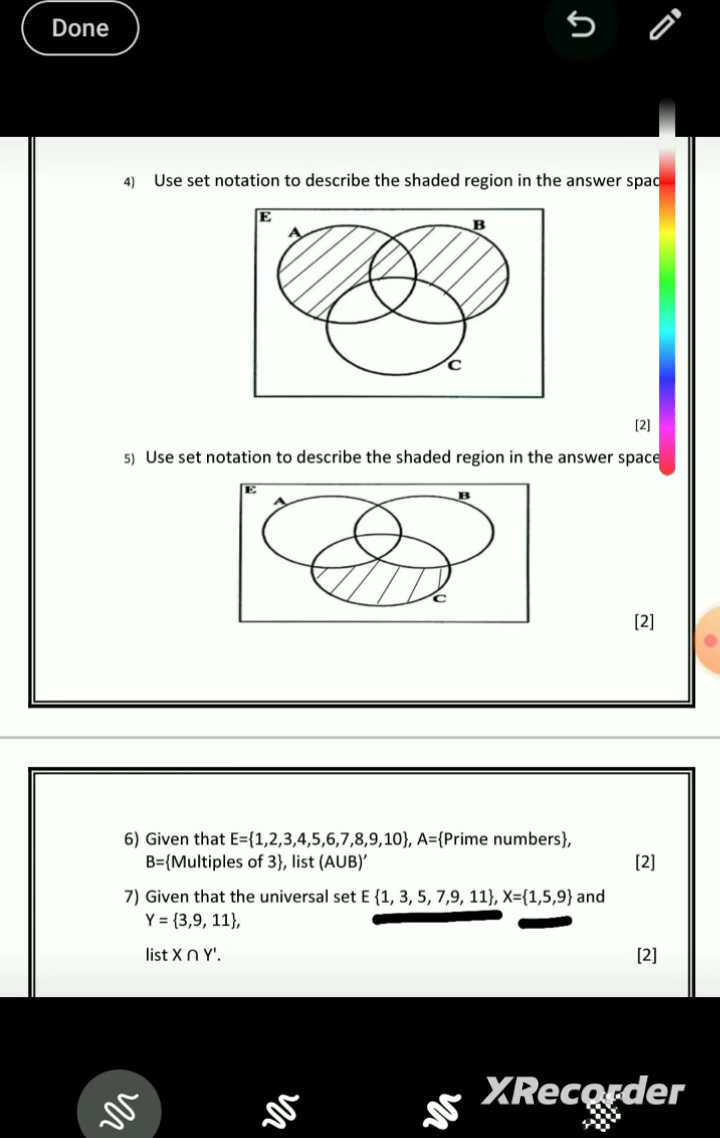 Done
4) Use set notation to describe the shaded region in the answer spac
E
A
B
C
[2]
5) Use set notation to describe the shaded region in the answer space
E
A
B
C
[2]
6) Given that E={1,2,3,4,5,6,7,8,9,10}, A={Prime numbers},
B={Multiples of 3}, list (AUB)′
[2]
7) Given that the universal set E {1, 3, 5, 7,9, 11}, X={1,5,9} and
Y = {3,9, 11},
list X ∩ Y'.
[2]
XRecorder